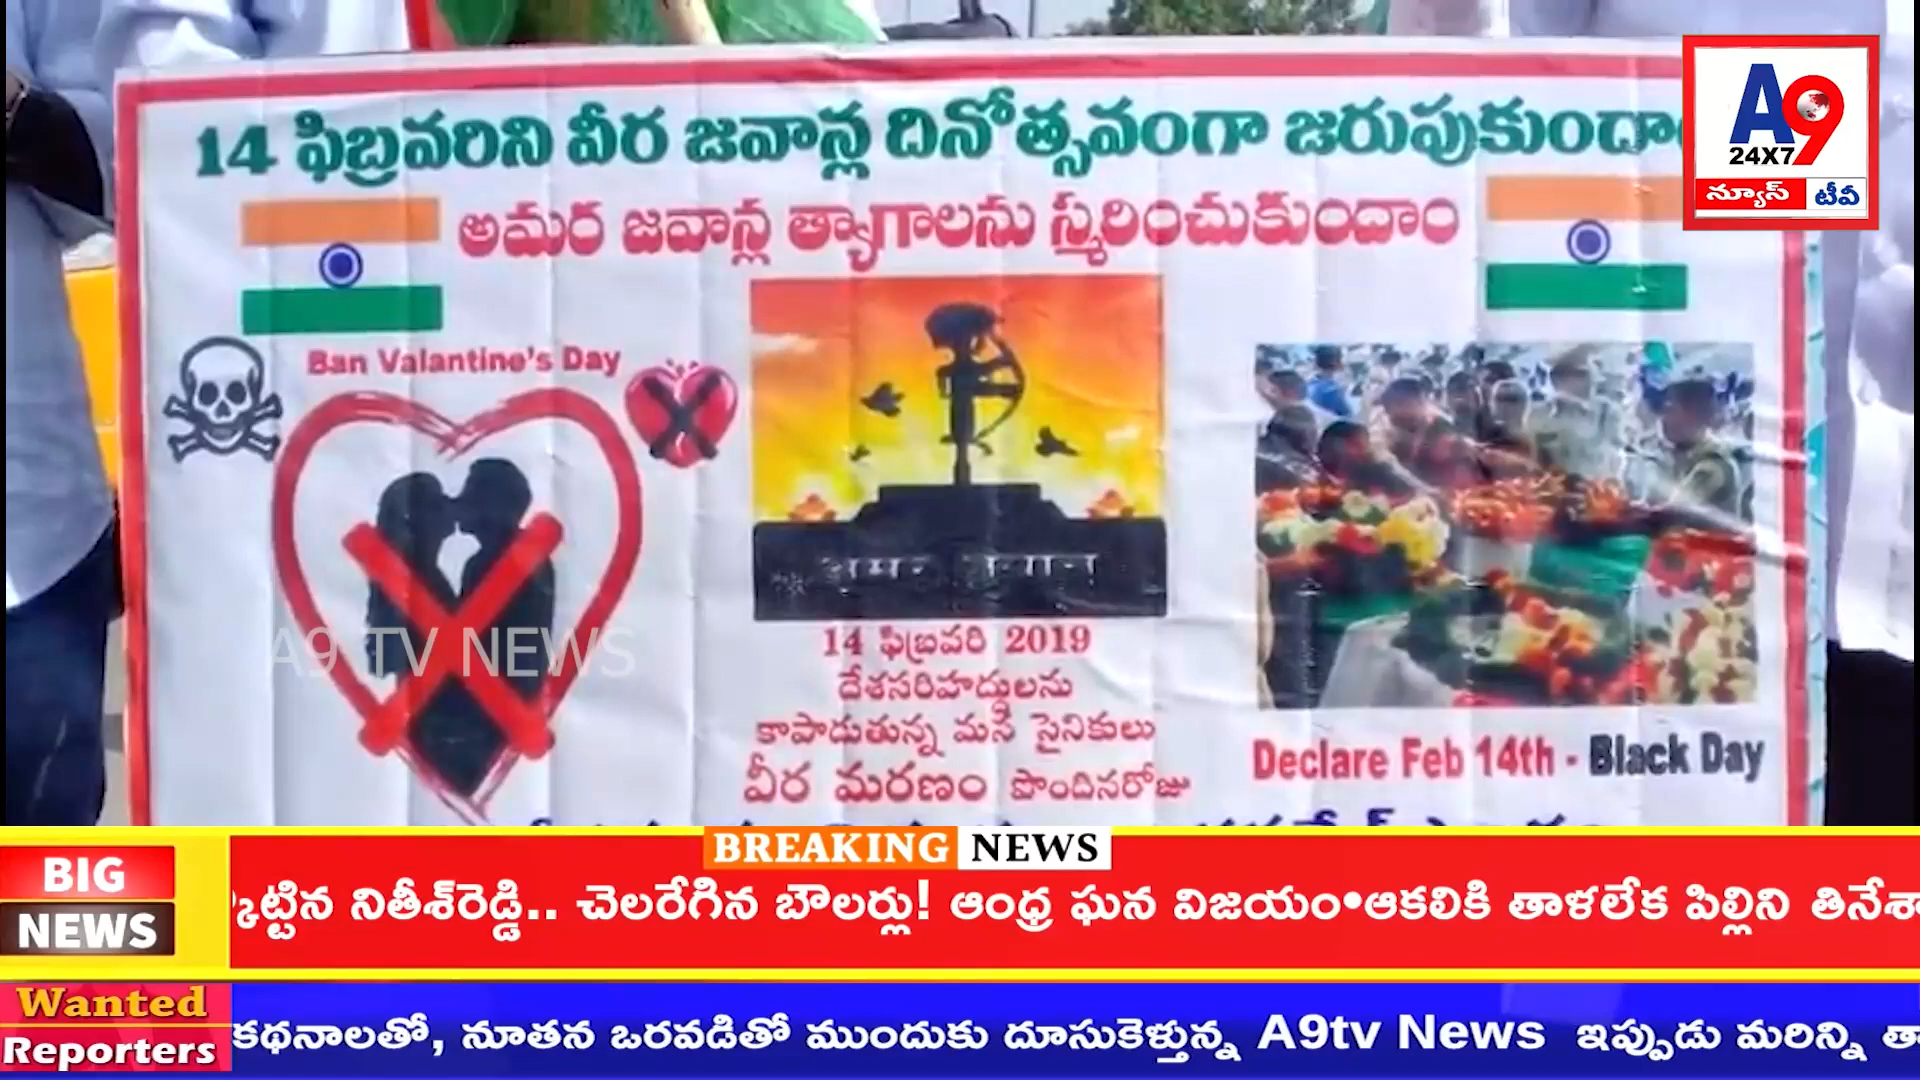 14 ఫిబ్రవరిని వీర జవాన్ల దినోత్సవంగా జరుపుకుందాం
అమర జవాన్ల త్యాగాలను స్మరించుకుందాం
A9
24X7
న్యూస్ టీవీ
Ban Valantine's Day
अमर जवान
A9 TV NEWS
14 ఫిబ్రవరి 2019
దేశసరిహద్దులను
కాపాడుతున్న మన సైనికులు
వీర మరణం పొందినరోజు
Declare Feb 14th - Black Day
BREAKING NEWS
BIG
NEWS
నితీశ్‌రెడ్డి.. చెలరేగిన బౌలర్లు! ఆంధ్ర ఘన విజయం•ఆకలికి తాళలేక పిల్లిని
Wanted
Reporters
కథనాలతో, నూతన ఒరవడితో ముందుకు దూసుకెళ్తున్న A9tv News ఇప్పుడు మరిన్ని